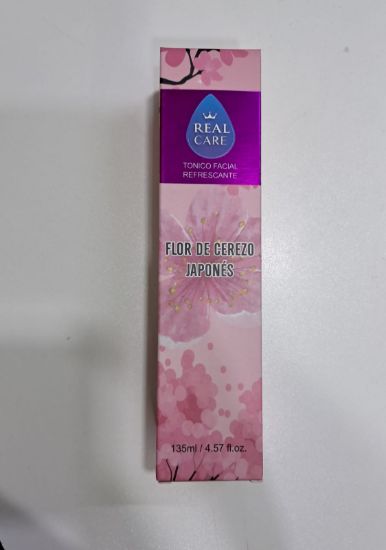 REAL
CARE
TONICO FACIAL
REFRESCANTE
FLOR DE CEREZO
JAPONÉS
135ml / 4.57 fl.oz.